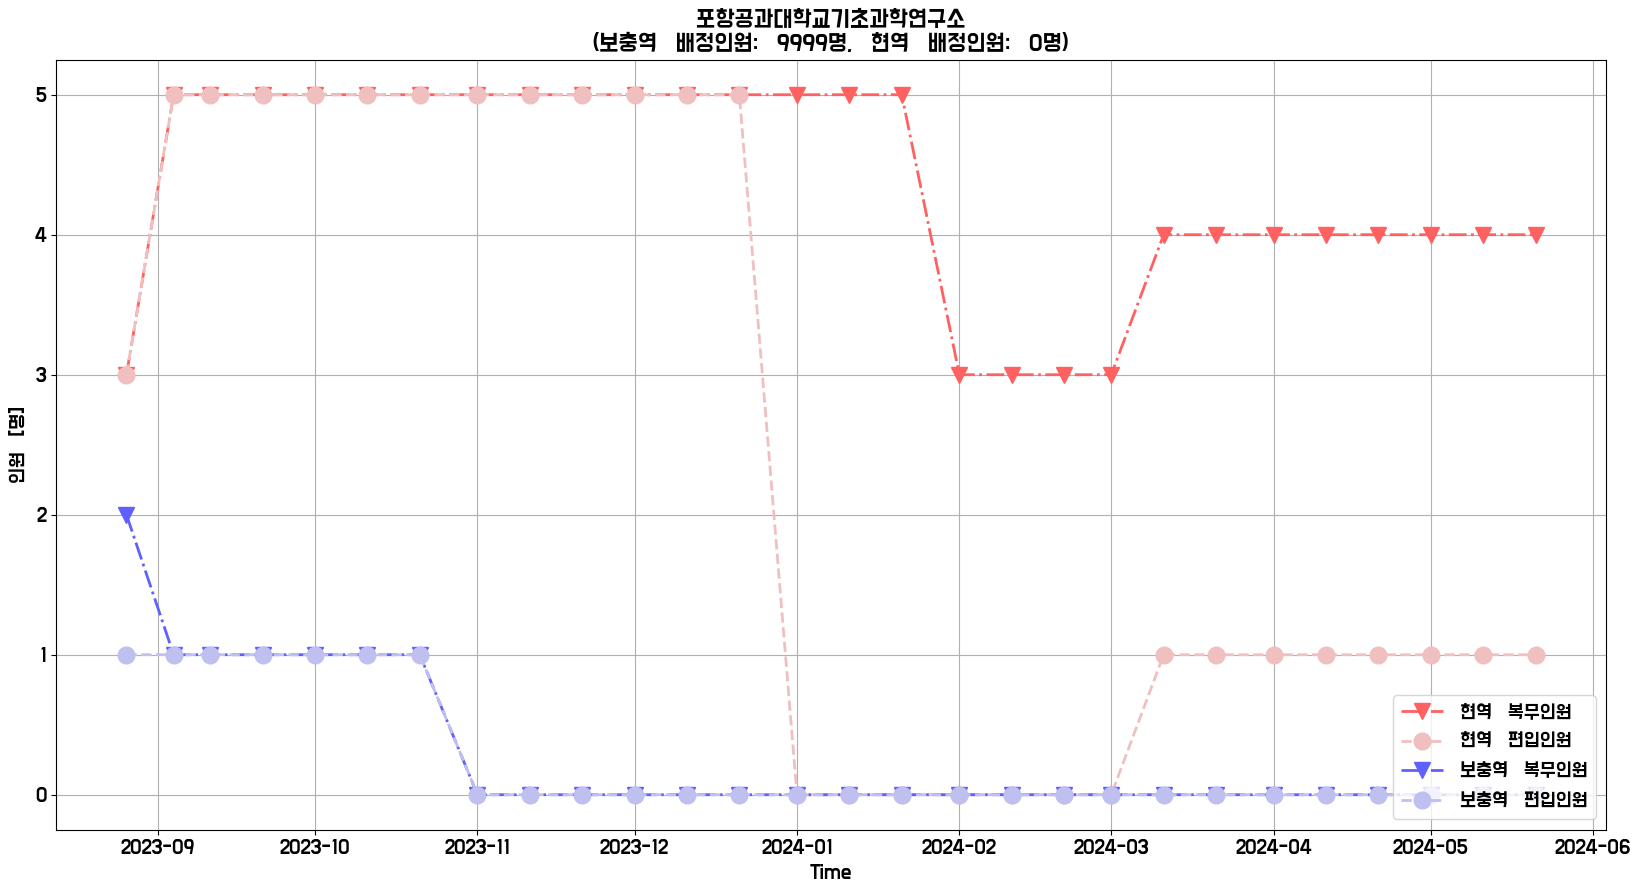 포항공과대학교기초과학연구소
(보충역 배정인원: 9999명, 현역 배정인원: 0명)
5
4
3
2
1
0
인원 [명]
2023-09 2023-10 2023-11 2023-12 2024-01 2024-02 2024-03 2024-04 2024-05 2024-06
Time
현역 복무인원
현역 편입인원
보충역 복무인원
보충역 편입인원